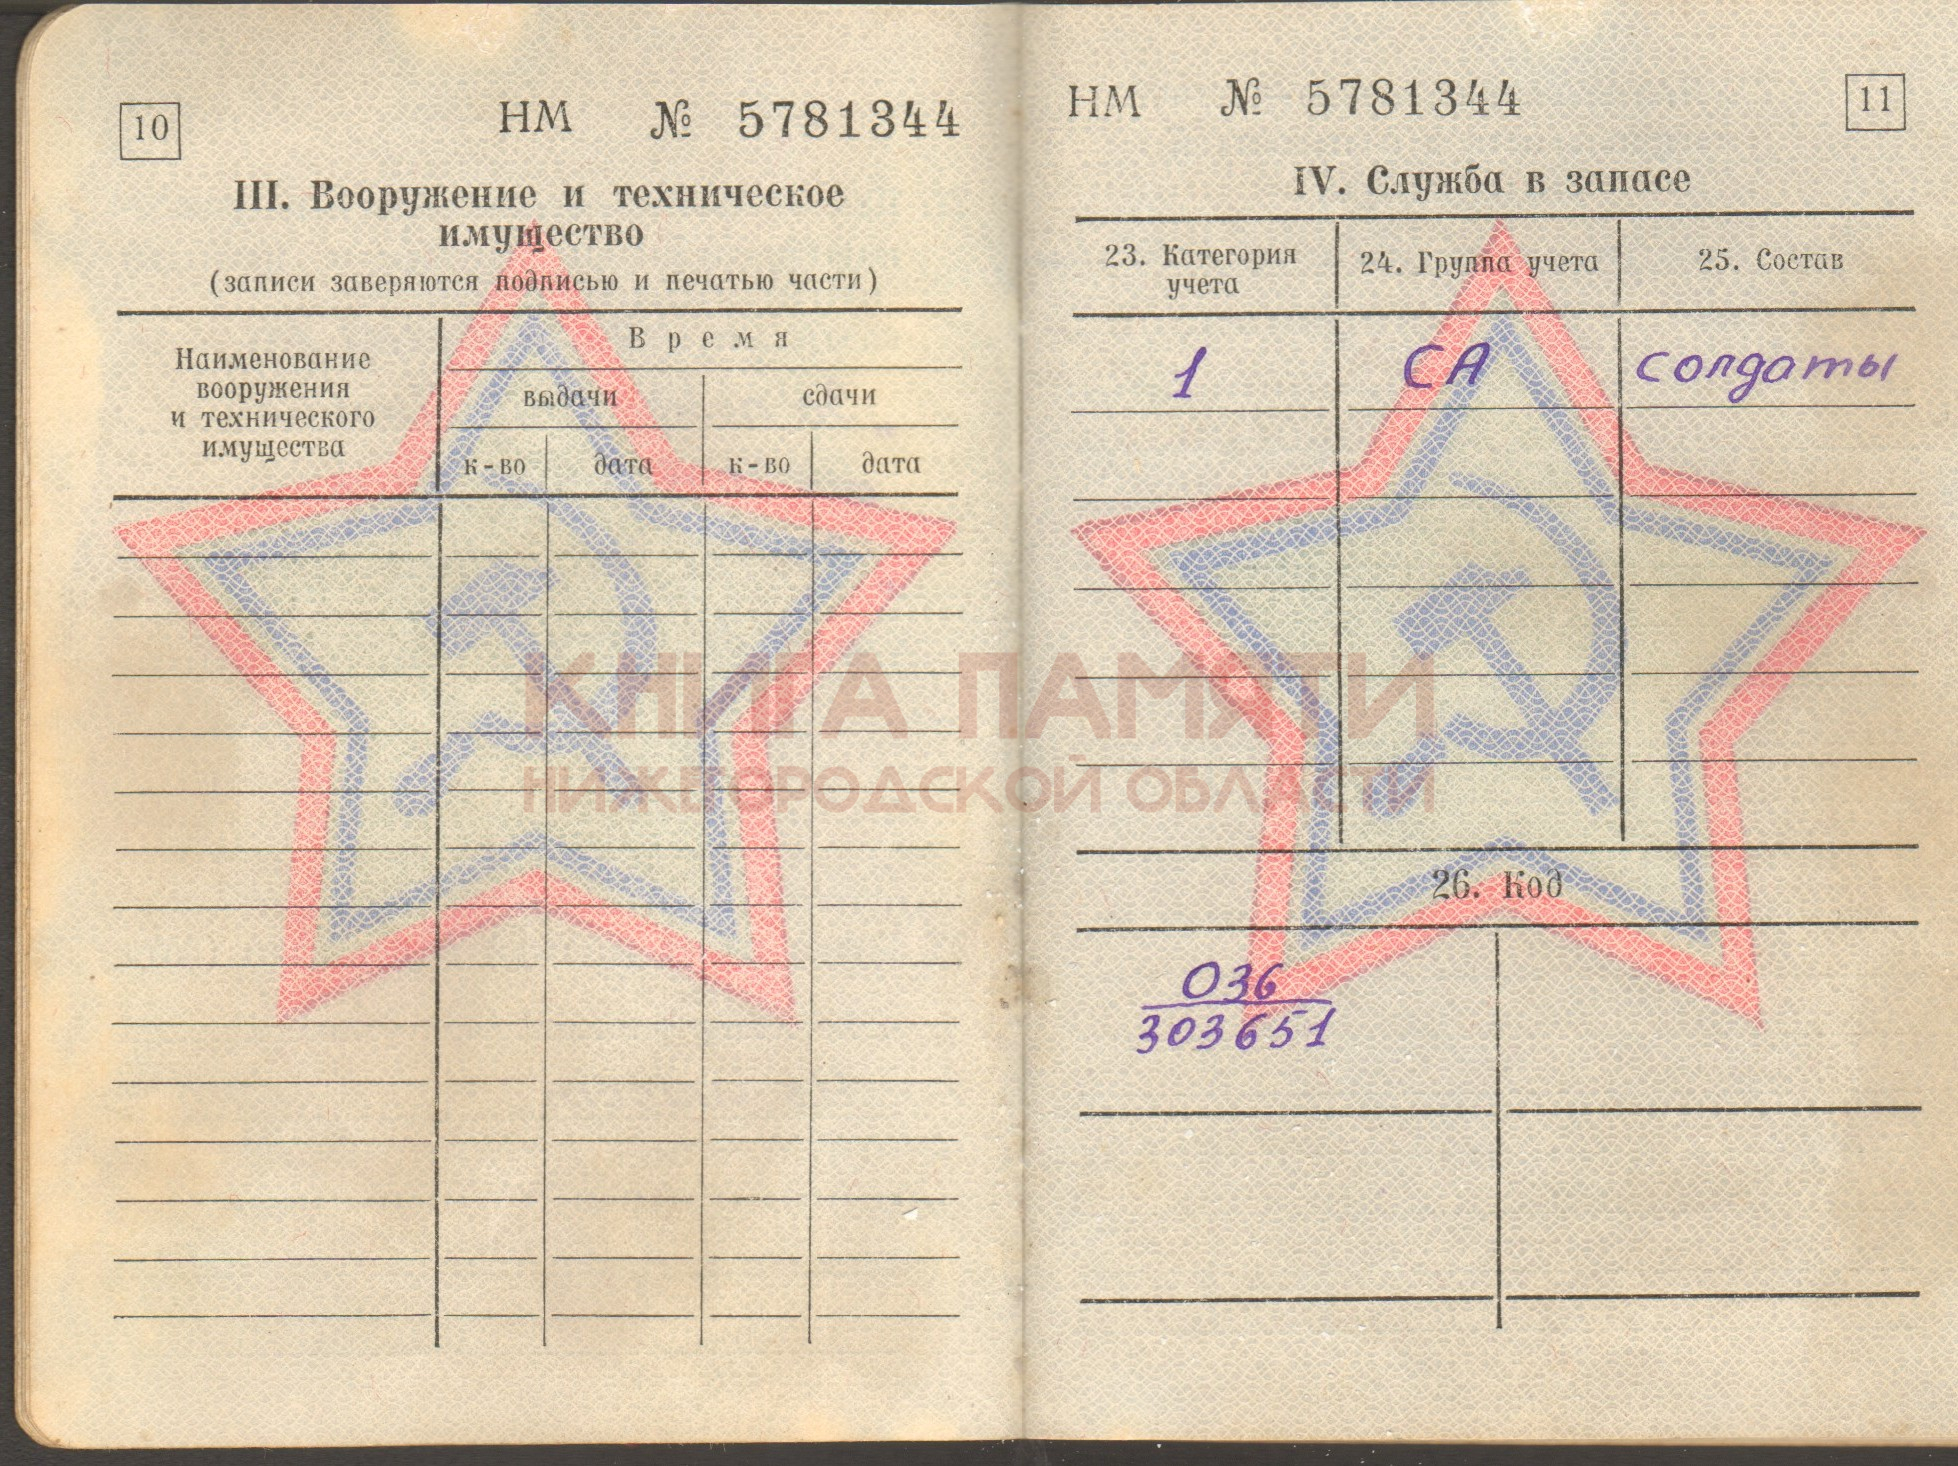 10
НМ № 5781344
III. Вооружение и техническое
имущество
(записи заверяются подписью и печатью части)
Наименование
вооружения
и технического
имущества
Время
выдачи
сдачи
к-во
дата
к-во
дата
НМ № 5781344
11
IV. Служба в запасе
23. Категория
учета
24. Группа учета
25. Состав
1
СА
солдаты
26. Код
036
303651
КНИГА ПАМЯТИ
НИЖЕГОРОДСКОЙ ОБЛАСТИ